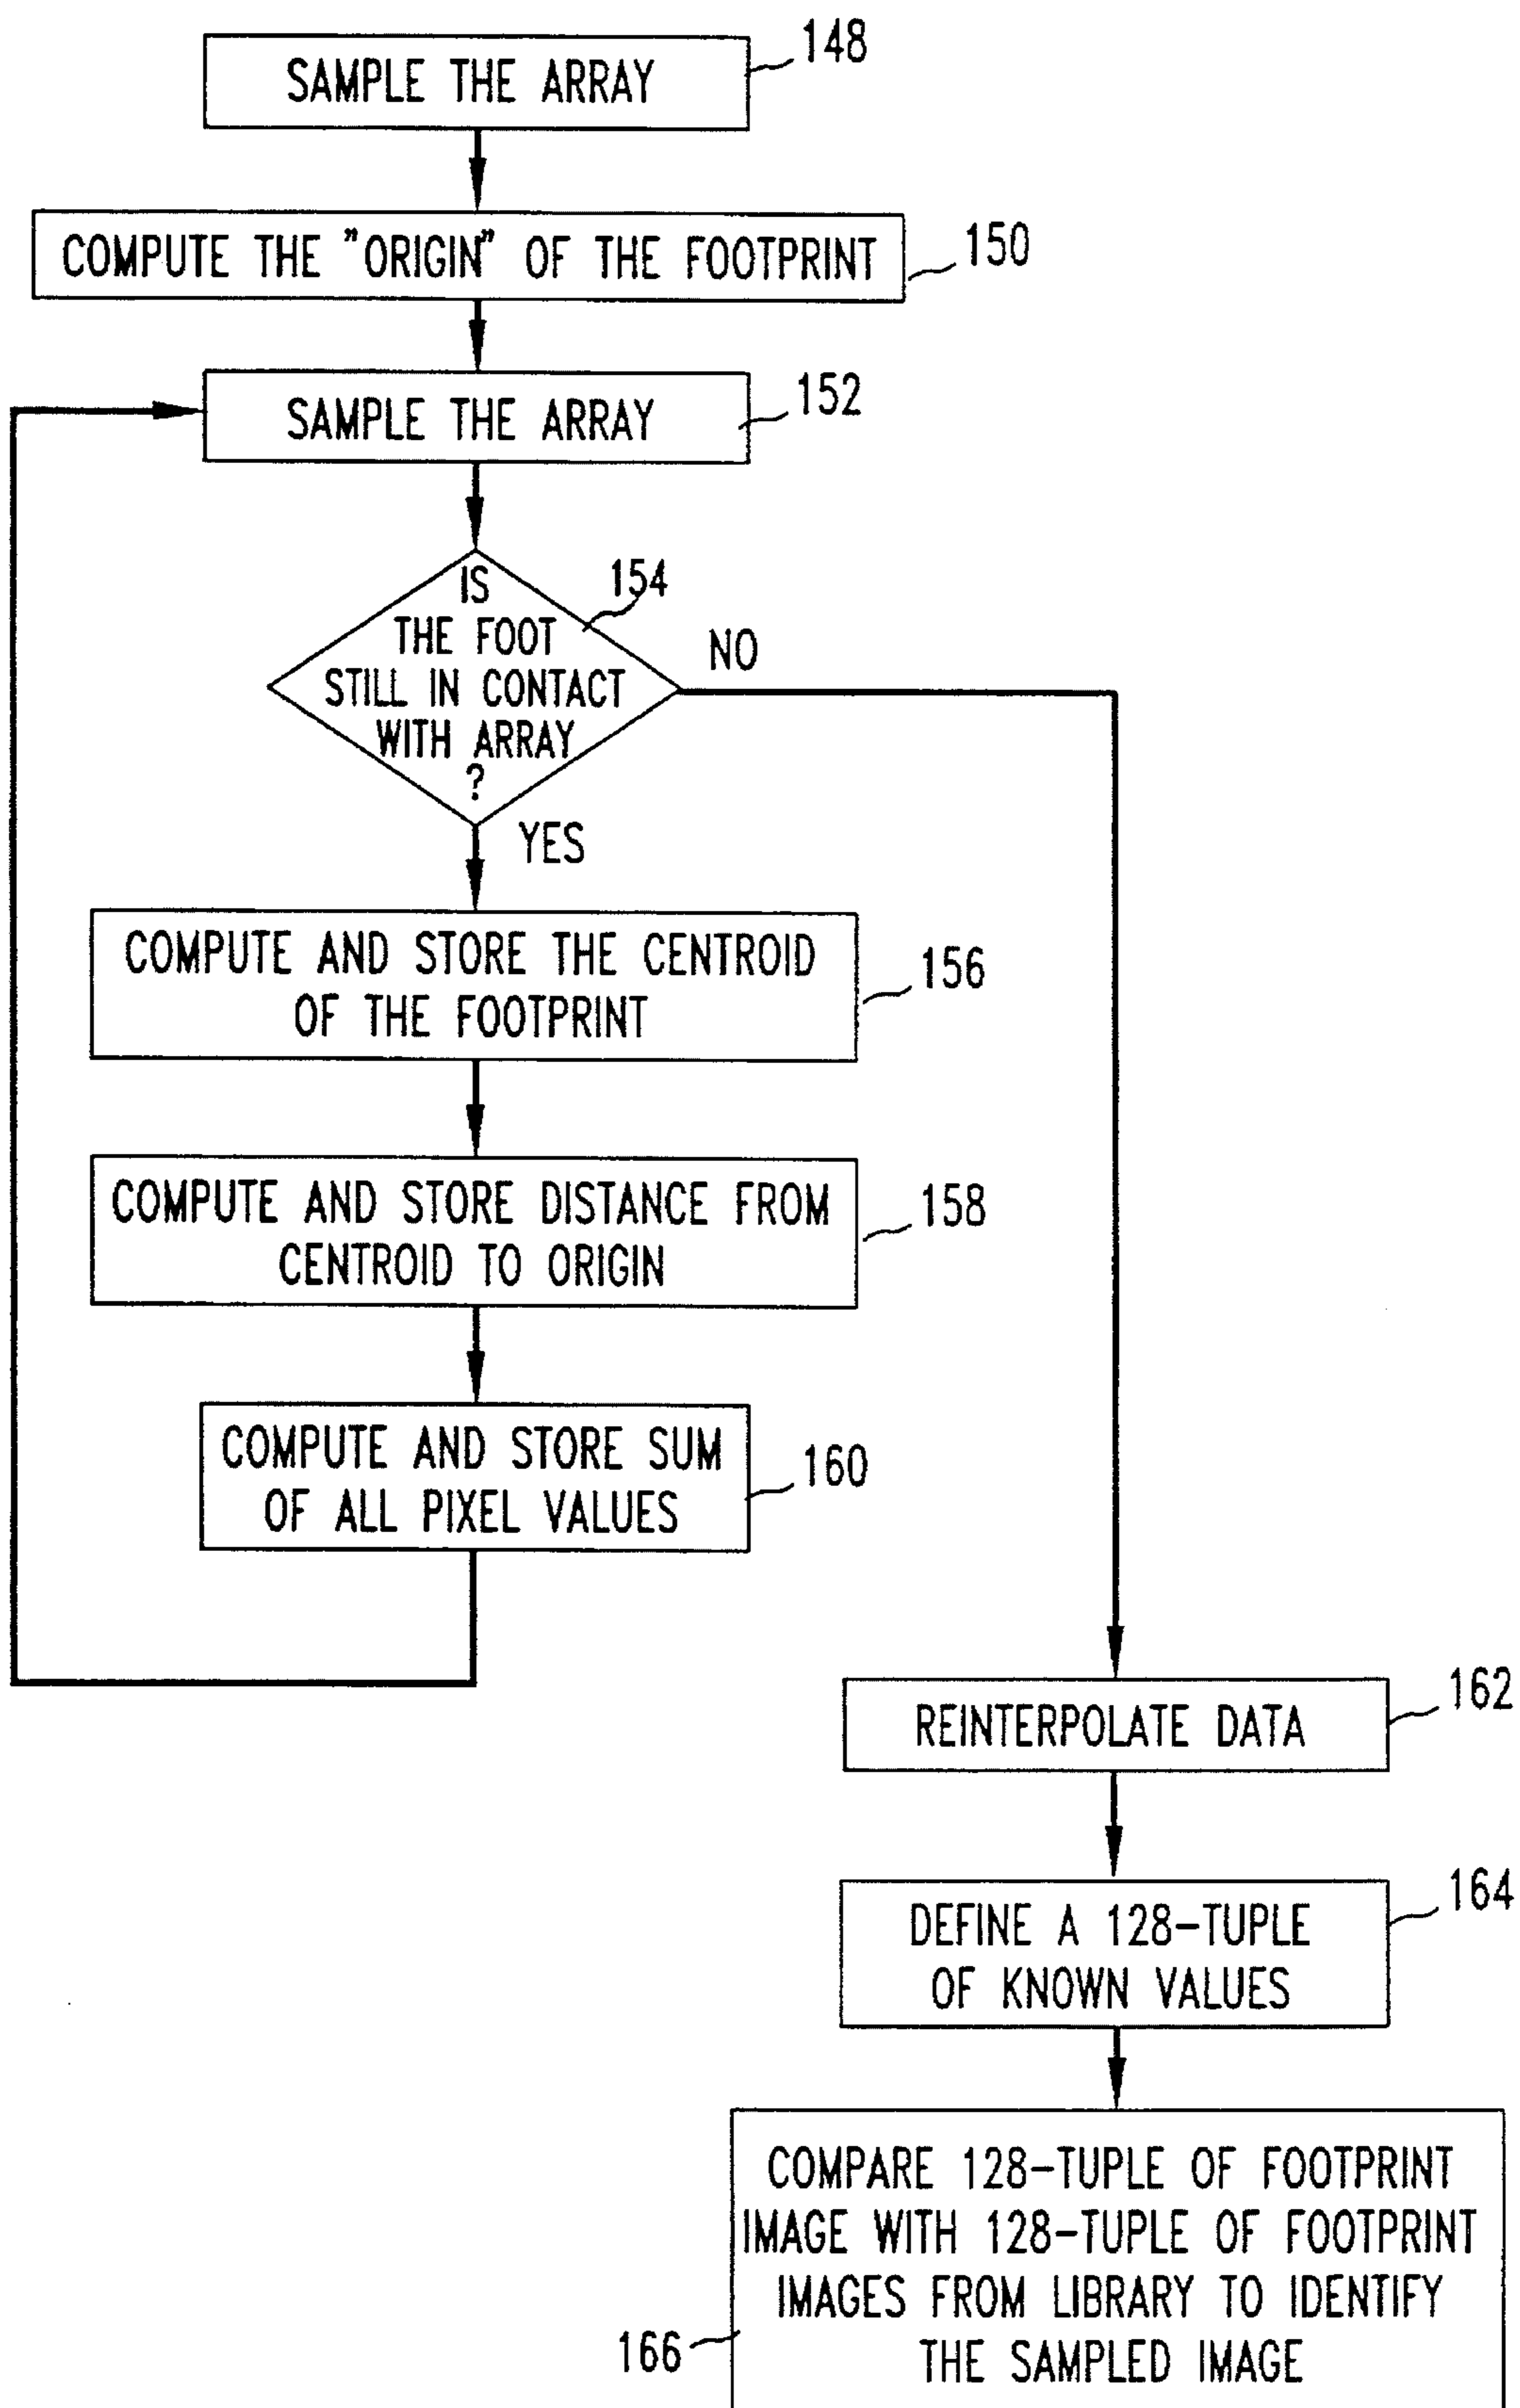 148
SAMPLE THE ARRAY
COMPUTE THE "ORIGIN" OF THE FOOTPRINT
150
152
SAMPLE THE ARRAY
154
IS
THE FOOT
STILL IN CONTACT
WITH ARRAY
?
NO
YES
COMPUTE AND STORE THE CENTROID
OF THE FOOTPRINT
156
COMPUTE AND STORE DISTANCE FROM
CENTROID TO ORIGIN
158
COMPUTE AND STORE SUM
OF ALL PIXEL VALUES
160
162
REINTERPOLATE DATA
164
DEFINE A 128-TUPLE
OF KNOWN VALUES
COMPARE 128-TUPLE OF FOOTPRINT
IMAGE WITH 128-TUPLE OF FOOTPRINT
IMAGES FROM LIBRARY TO IDENTIFY
THE SAMPLED IMAGE
166